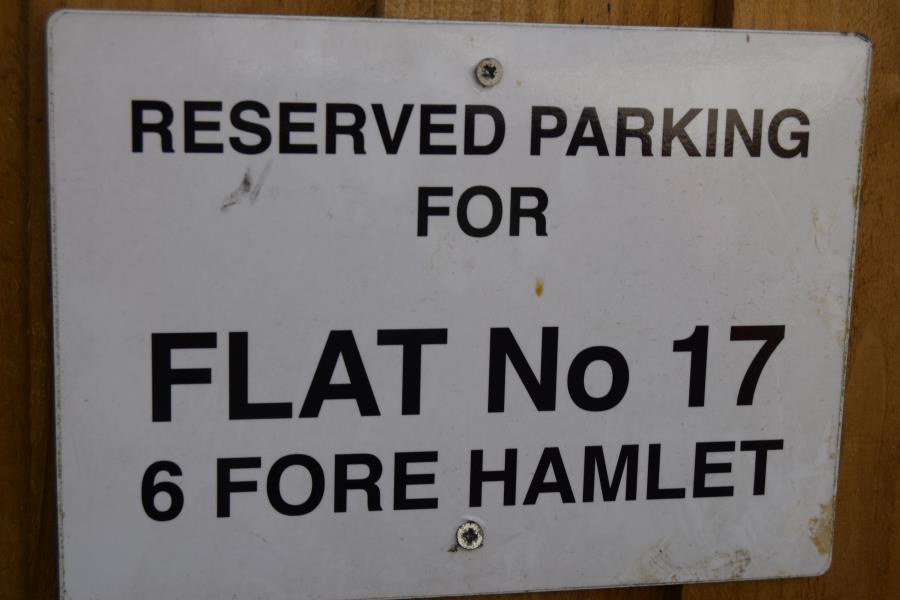 RESERVED PARKING
FOR
FLAT No 17
6 FORE HAMLET